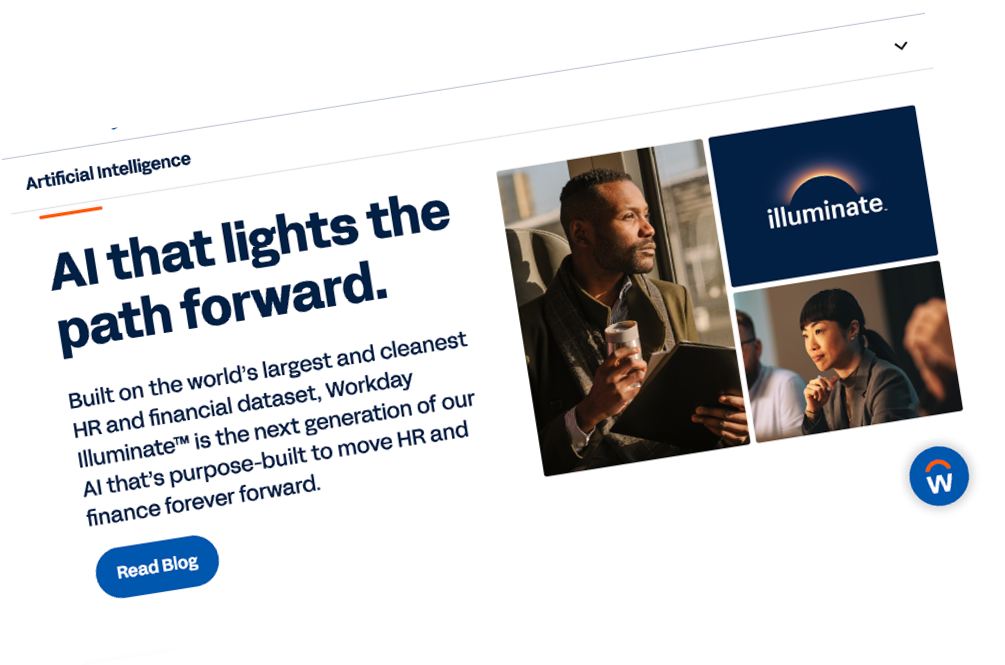 Artificial Intelligence
AI that lights the
path forward.
Built on the world's largest and cleanest
HR and financial dataset, Workday
Illuminate™ is the next generation of our
AI that's purpose-built to move HR and
finance forever forward.
Read Blog
illuminate™
w